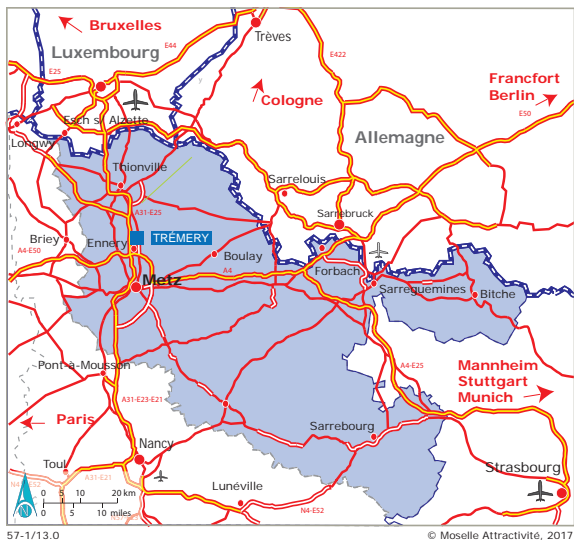 Bruxelles
Luxembourg
E44
Trèves
E422
E25
Francfort
Berlin
Cologne
E50
Esch s/ Alzette
Allemagne
Longwy
Thionville
Sarrelouis
A31-E25
Sarrebruck
Briey
Ennery
TRÉMERY
A4-E50
Boulay
A4
Forbach
Metz
Sarreguemines
Bitche
Pont-à-Mousson
A4-E25
Mannheim
Stuttgart
Munich
A31-E23-E21
Paris
Sarrebourg
Nancy
Toul
A31-E21
Strasbourg
Lunéville
N4-E52
N4-E52
N
0 5 10 20 km
0 5 10 miles
57-1/13.0
© Moselle Attractivité, 2017